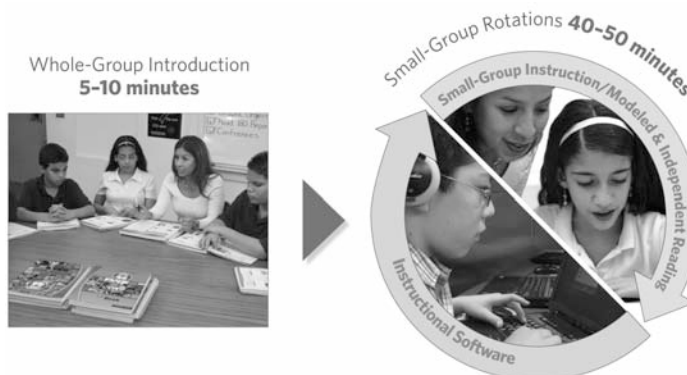 Whole-Group Introduction
5–10 minutes
Small-Group Rotations 40–50 minutes
Small-Group Instruction/Modeled & Independent Reading
Instructional Software